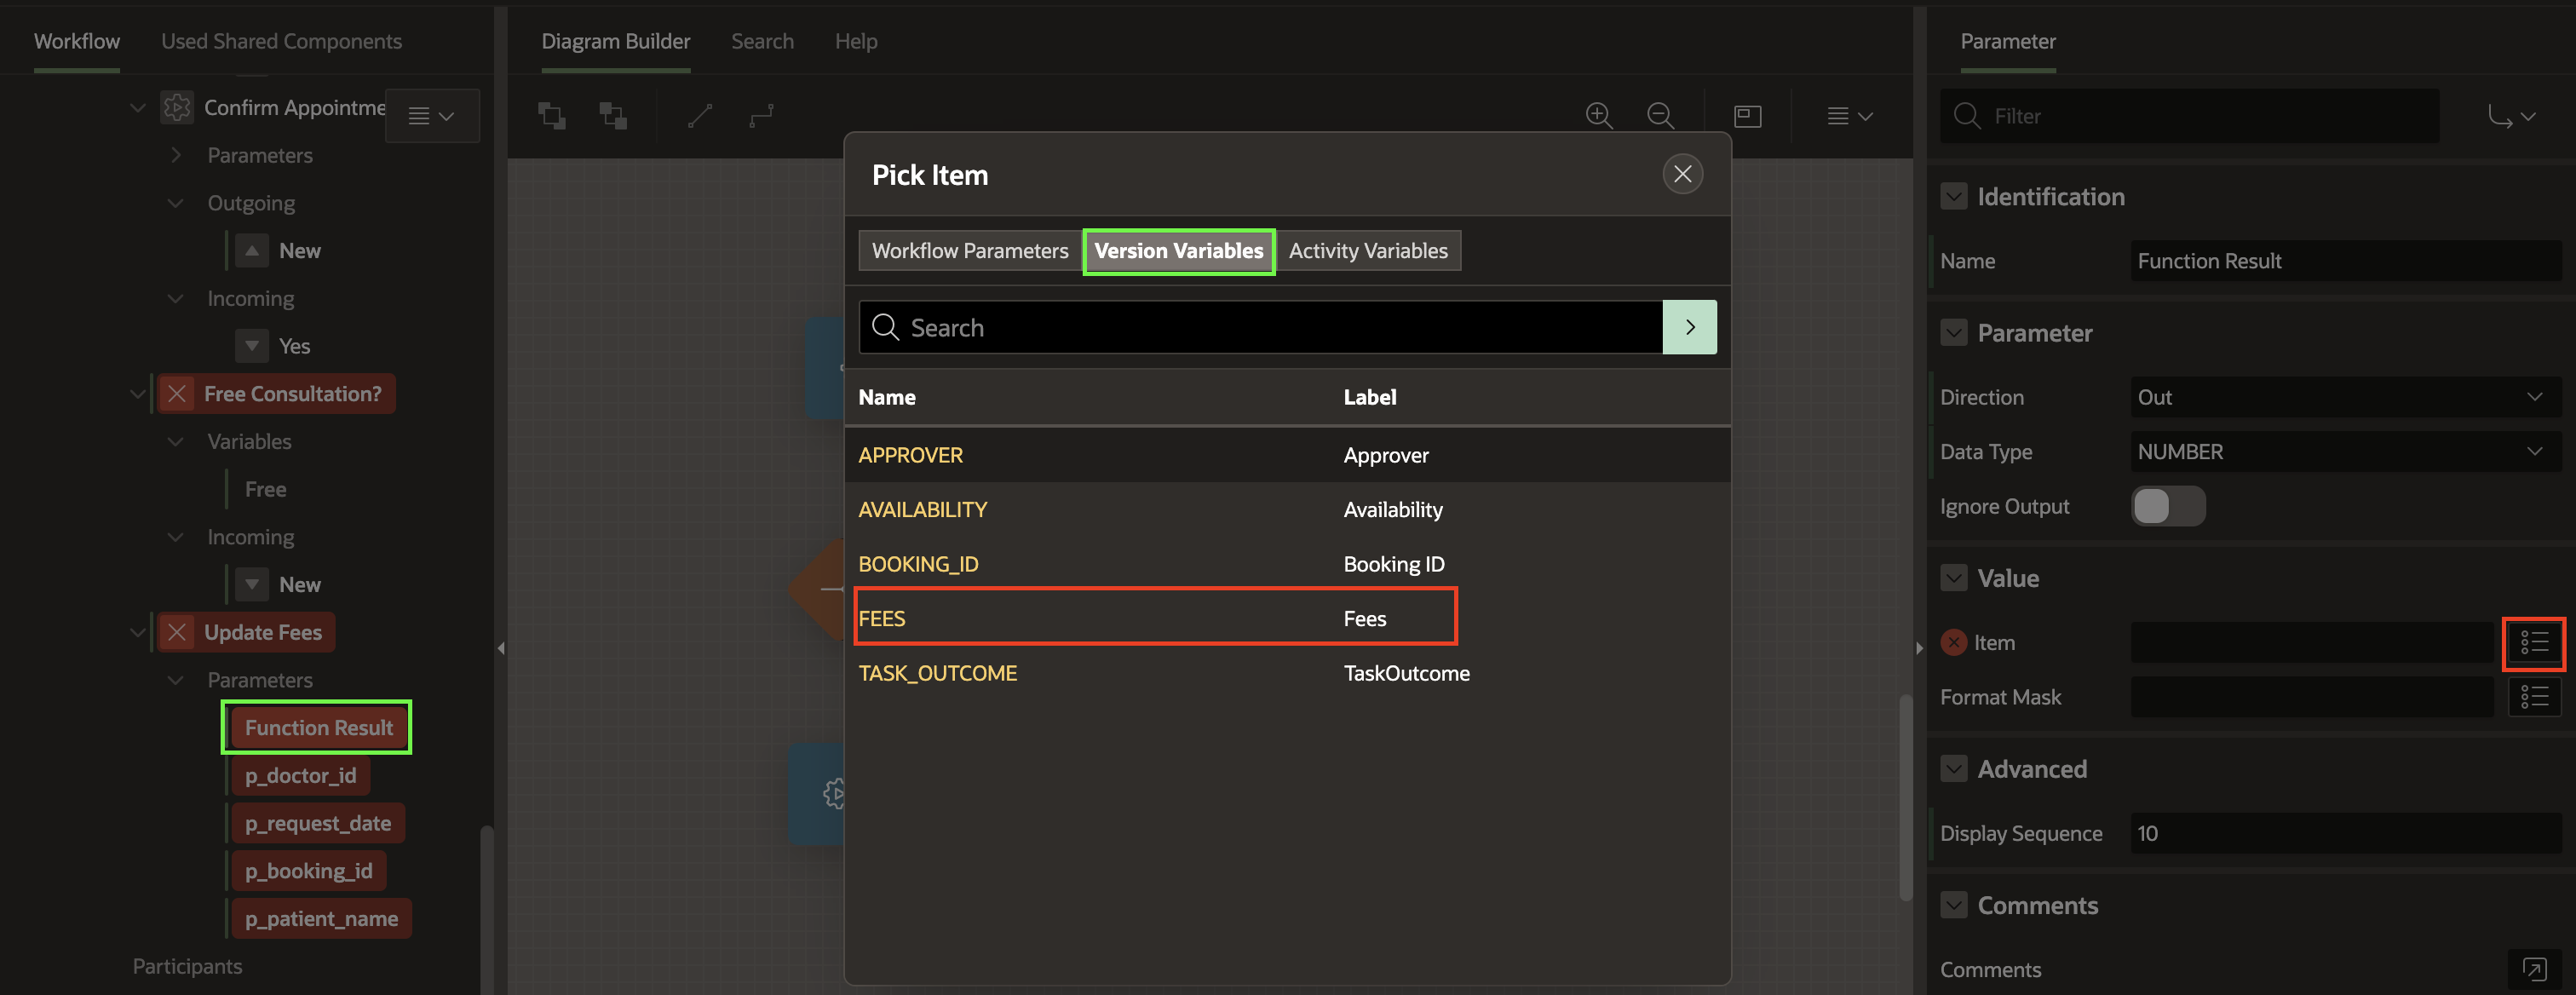 Workflow
Used Shared Components
Confirm Appointme
Parameters
Outgoing
New
Incoming
Yes
Free Consultation?
Variables
Free
Incoming
New
Update Fees
Parameters
Function Result
p_doctor_id
p_request_date
p_booking_id
p_patient_name
Participants
Diagram Builder
Search
Help
Pick Item
Workflow Parameters
Version Variables
Activity Variables
Search
Name Label
APPROVER Approver
AVAILABILITY Availability
BOOKING_ID Booking ID
FEES Fees
TASK_OUTCOME TaskOutcome
Parameter
Filter
Identification
Name Function Result
Parameter
Direction Out
Data Type NUMBER
Ignore Output
Value
Item
Format Mask
Advanced
Display Sequence 10
Comments
Comments